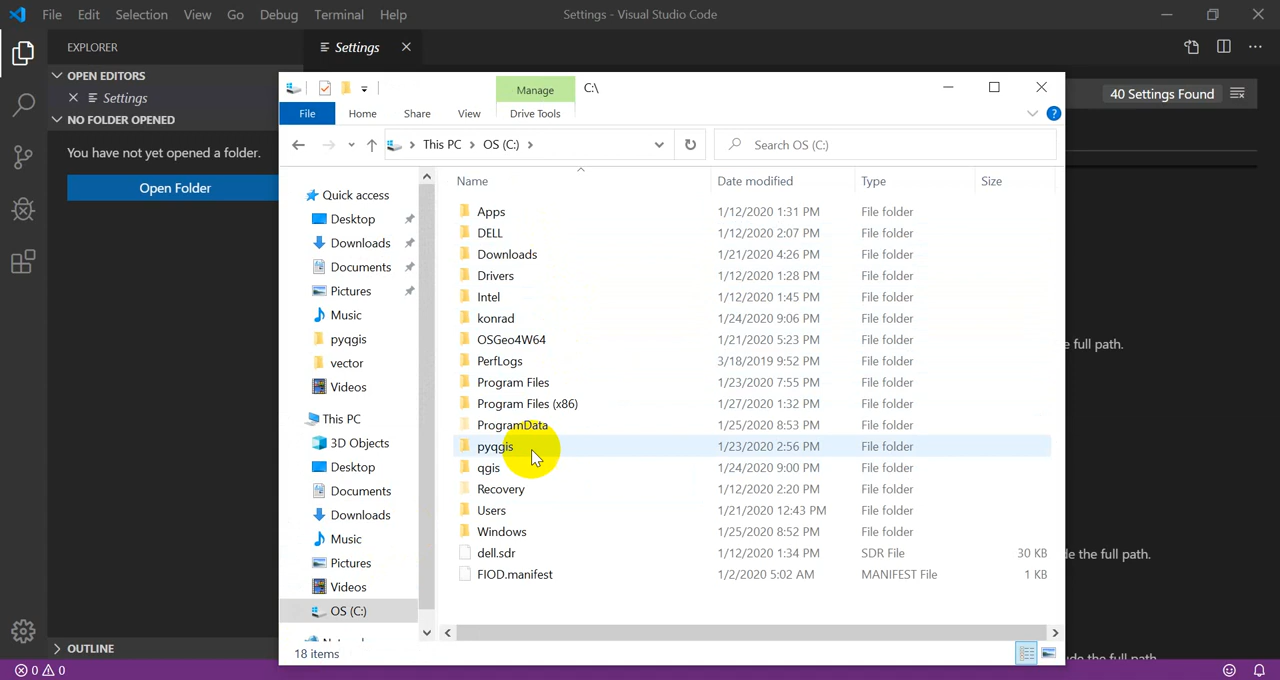 File Edit Selection View Go Debug Terminal Help Settings - Visual Studio Code
EXPLORER
Settings
OPEN EDITORS
Settings
NO FOLDER OPENED
You have not yet opened a folder.
Open Folder
40 Settings Found
e full path.
de the full path.
de the full path
OUTLINE
0 0
Manage C:\
File Home Share View Drive Tools
This PC OS (C:)
Search OS (C:)
Quick access
Desktop
Downloads
Documents
Pictures
Music
pyqgis
vector
Videos
This PC
3D Objects
Desktop
Documents
Downloads
Music
Pictures
Videos
OS (C:)
Name Date modified Type Size
Apps 1/12/2020 1:31 PM File folder
DELL 1/12/2020 2:07 PM File folder
Downloads 1/21/2020 4:26 PM File folder
Drivers 1/12/2020 1:28 PM File folder
Intel 1/12/2020 1:45 PM File folder
konrad 1/24/2020 9:06 PM File folder
OSGeo4W64 1/21/2020 5:23 PM File folder
PerfLogs 3/18/2019 9:52 PM File folder
Program Files 1/23/2020 7:55 PM File folder
Program Files (x86) 1/27/2020 1:32 PM File folder
ProgramData 1/25/2020 8:53 PM File folder
pyqgis 1/23/2020 2:56 PM File folder
qgis 1/24/2020 9:00 PM File folder
Recovery 1/12/2020 2:20 PM File folder
Users 1/21/2020 12:43 PM File folder
Windows 1/25/2020 8:52 PM File folder
dell.sdr 1/12/2020 1:34 PM SDR File 30 KB
FIOD.manifest 1/2/2020 5:02 AM MANIFEST File 1 KB
18 items